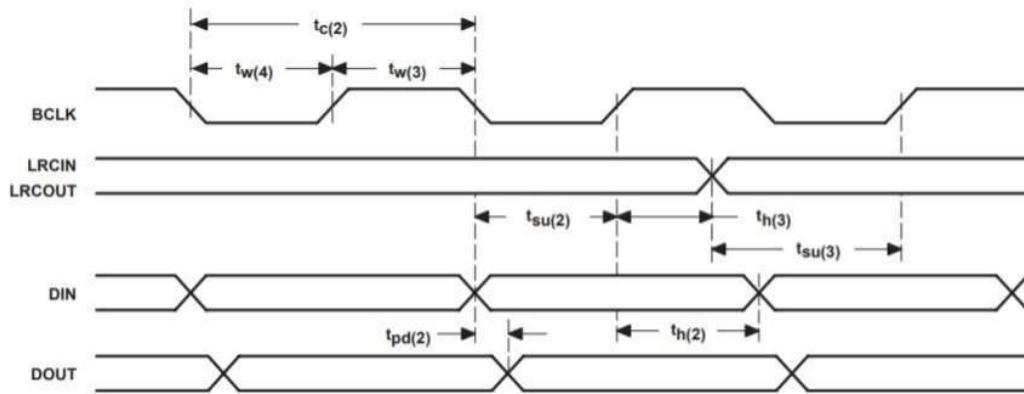 tc(2)
tw(4) tw(3)
BCLK
LRCIN
LRCOUT
tsu(2) th(3)
tsu(3)
DIN
tpd(2) th(2)
DOUT